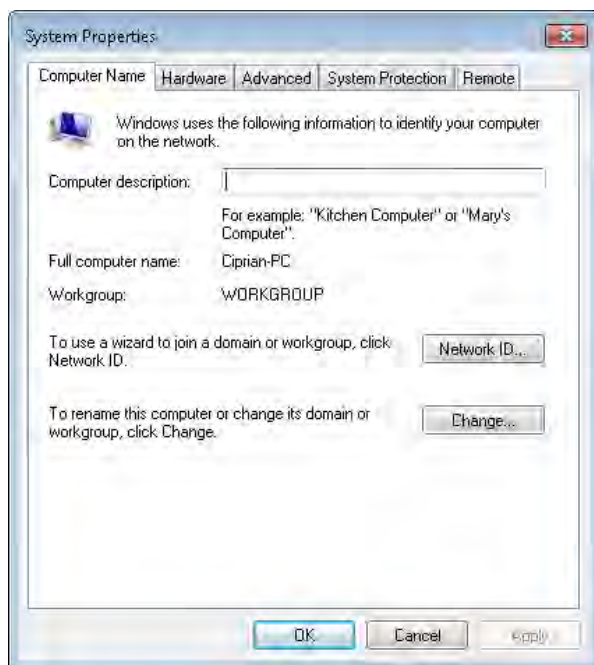 System Properties
Computer Name Hardware Advanced System Protection Remote
Windows uses the following information to identify your computer
on the network.
Computer description:
For example: "Kitchen Computer" or "Mary's
Computer".
Full computer name: Ciprian-PC
Workgroup: WORKGROUP
To use a wizard to join a domain or workgroup, click
Network ID.
Network ID...
To rename this computer or change its domain or
workgroup, click Change.
Change...
OK Cancel Apply